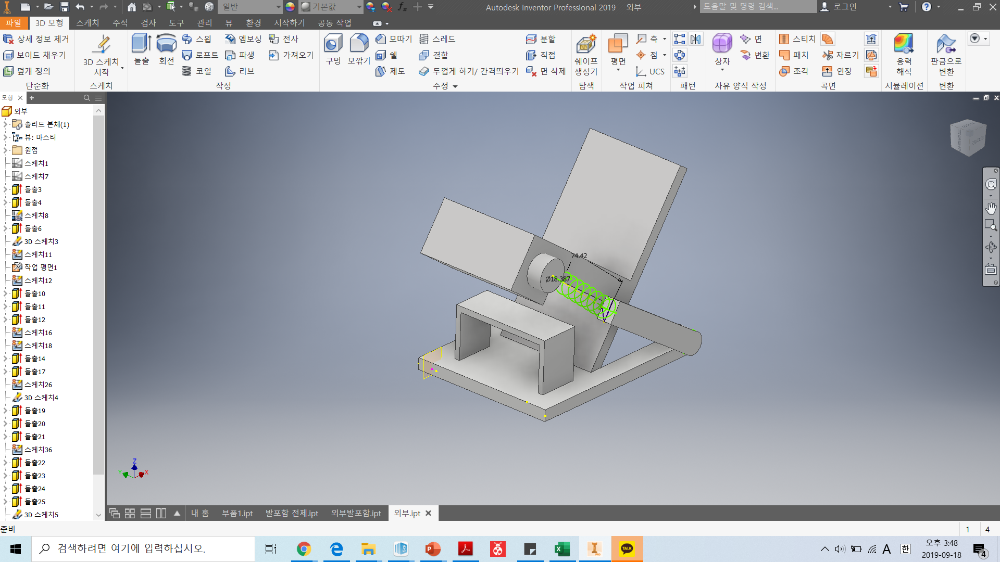 일반
기본값
Autodesk Inventor Professional 2019 외부
도움말 및 명령 검색...
로그인
PRO
파일 3D 모형 스케치 주석 검사 도구 관리 뷰 환경 시작하기 공동 작업
상세 정보 제거
보이드 채우기
덮개 정의
단순화
3D 스케치
시작
스케치
돌출
회전
스윕
로프트
코일
엠보싱
파생
리브
전사
가져오기
작성
구멍
모깎기
모따기
쉘
제도
스레드
결합
두껍게 하기/ 간격띄우기
분할
직접
면 삭제
수정
쉐이프
생성기
탐색
평면
축
점
UCS
작업 피쳐
패턴
상자
면
변환
자유 양식 작성
스티치
패치
조각
자르기
연장
곡면
응력
해석
시뮬레이션
판금으로
변환
변환
모형
외부
솔리드 본체(1)
뷰: 마스터
원점
스케치1
스케치7
돌출3
돌출4
스케치8
돌출6
3D 스케치3
스케치11
작업 평면1
스케치12
돌출10
돌출11
돌출12
스케치16
스케치18
돌출14
돌출17
스케치26
3D 스케치4
돌출19
돌출20
돌출21
스케치36
돌출22
돌출23
돌출24
돌출25
3D 스케치5
74.42
Ø18.387
Z
Y
X
내 홈 부품1.ipt 발포함 전제.ipt 외부발포함.ipt 외부.ipt
준비
1 4
검색하려면 여기에 입력하십시오.
TALK
A
한
오후 3:48
2019-09-18
4